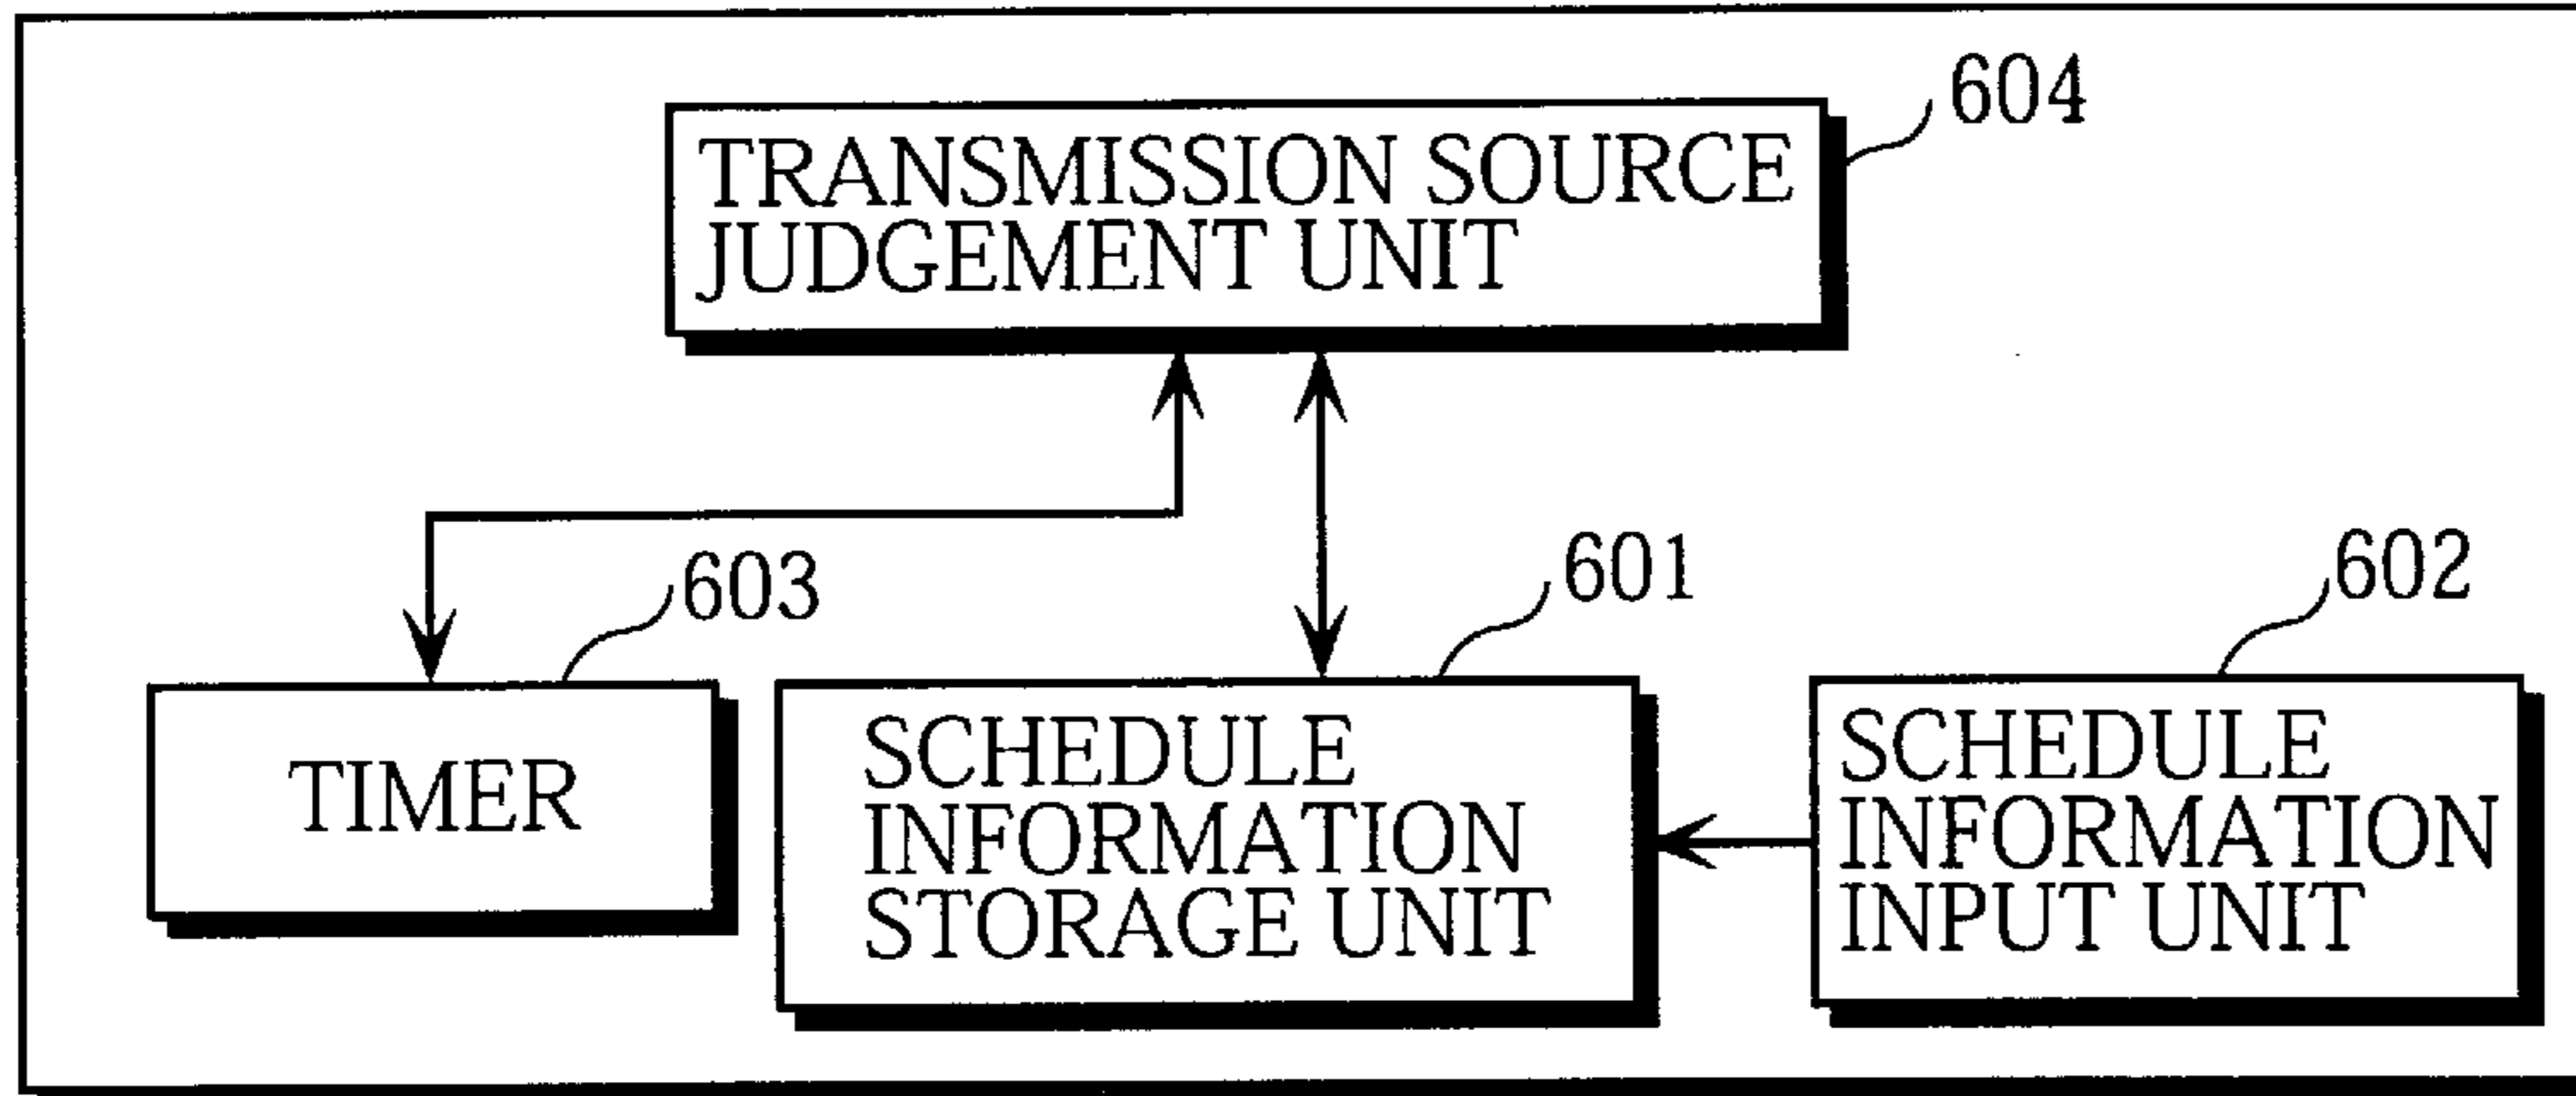 604
TRANSMISSION SOURCE
JUDGEMENT UNIT
603
601
602
TIMER
SCHEDULE
INFORMATION
STORAGE UNIT
SCHEDULE
INFORMATION
INPUT UNIT